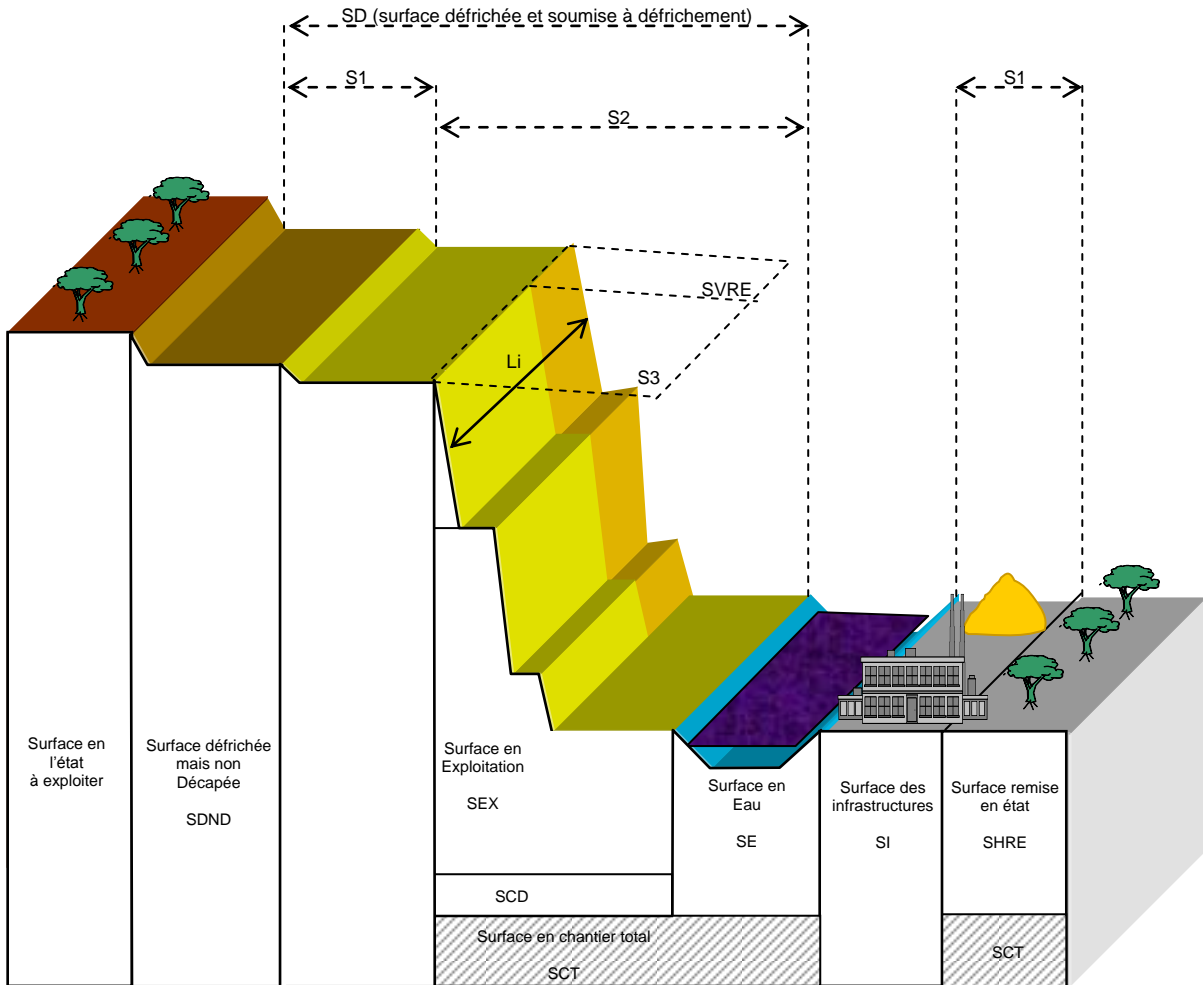 SD (surface défrichée et soumise à défrichement)
S1
S1
S2
SVRE
Li
S3
Surface en
l'état
à exploiter
Surface défrichée
mais non
Décapée
SDND
Surface en
Exploitation
SEX
Surface en
Eau
SE
Surface des
infrastructures
SI
Surface remise
en état
SHRE
SCD
Surface en chantier total
SCT
SCT